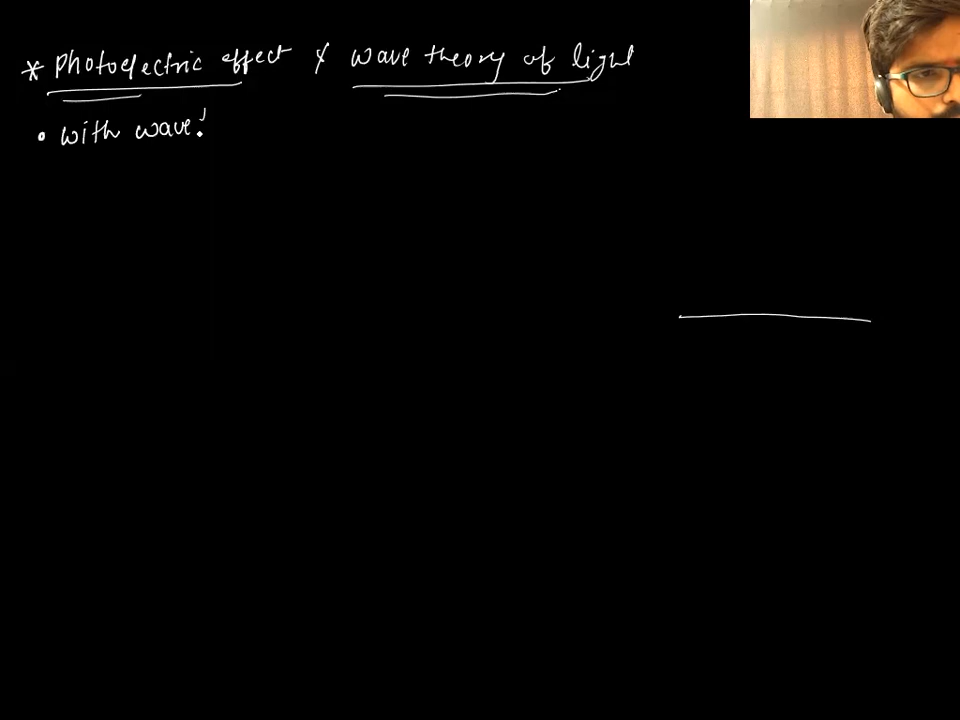 * Photoelectric effect & wave theory of light
• with wave!